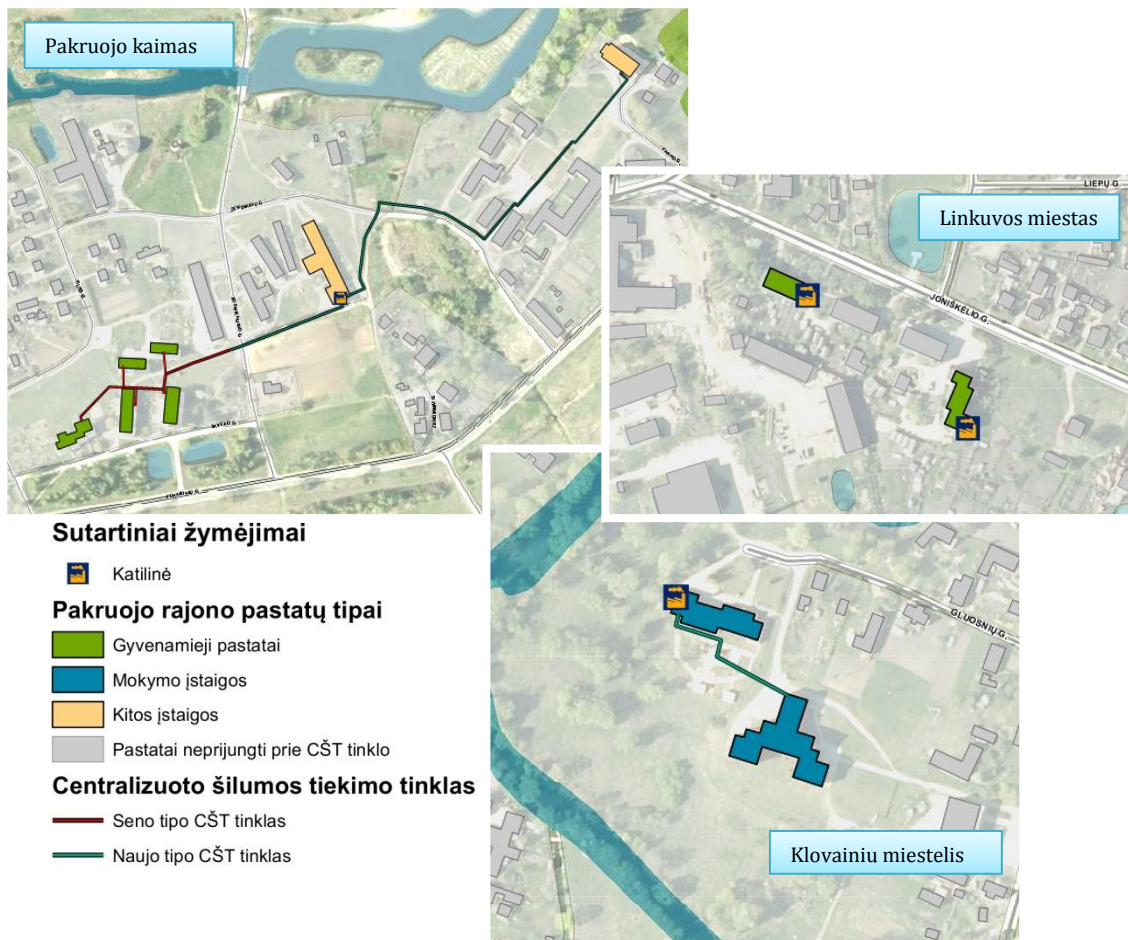 Pakruojo kaimas
Linkuvos miestas
LIEPŲ G.
JONIŠKĖLIO G.
Sutartiniai žymėjimai
Katilinė
Pakruojo rajono pastatų tipai
Gyvenamieji pastatai
Mokymo įstaigos
Kitos įstaigos
Pastatai neprijungti prie CŠT tinklo
Centralizuoto šilumos tiekimo tinklas
Seno tipo CŠT tinklas
Naujo tipo CŠT tinklas
GLUOSNIŲ G.
Klovainiu miestelis